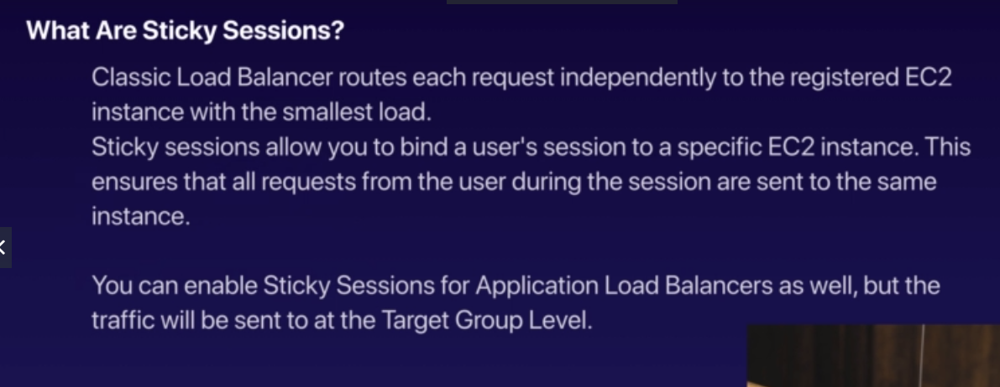 What Are Sticky Sessions?
Classic Load Balancer routes each request independently to the registered EC2
instance with the smallest load.
Sticky sessions allow you to bind a user's session to a specific EC2 instance. This
ensures that all requests from the user during the session are sent to the same
instance.
You can enable Sticky Sessions for Application Load Balancers as well, but the
traffic will be sent to at the Target Group Level.